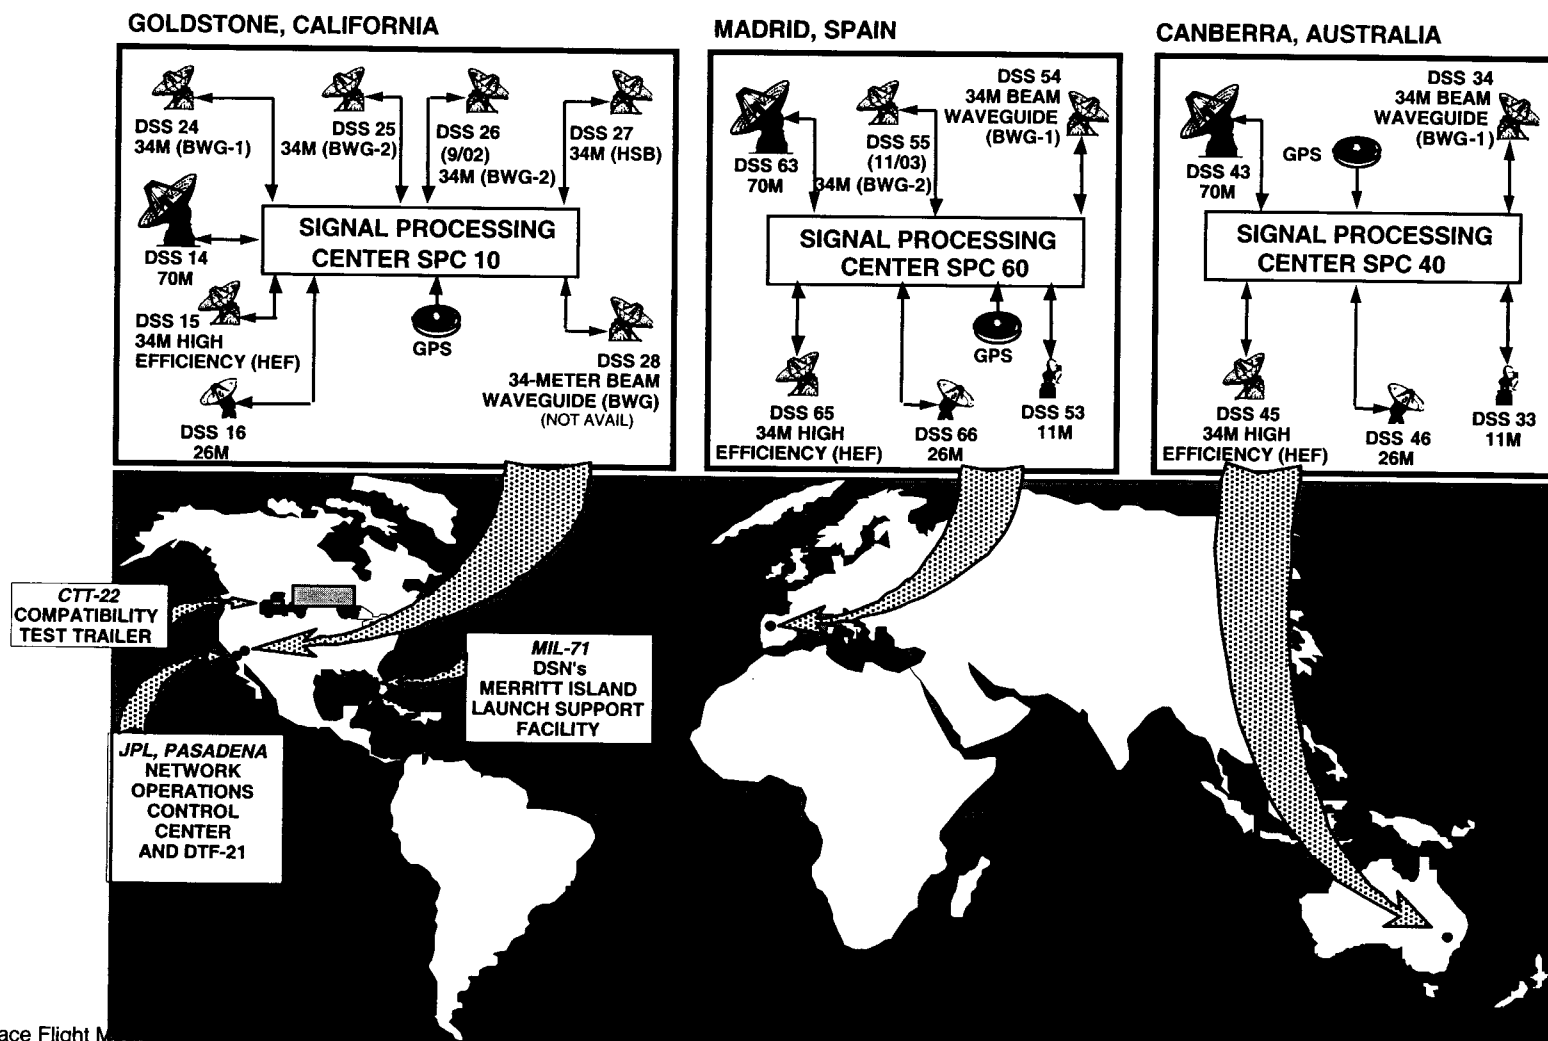 GOLDSTONE, CALIFORNIA
DSS 24
34M (BWG-1)
DSS 25
34M (BWG-2)
DSS 26
(9/02)
34M (BWG-2)
DSS 27
34M (HSB)
DSS 14
70M
SIGNAL PROCESSING
CENTER SPC 10
DSS 15
34M HIGH
EFFICIENCY (HEF)
GPS
DSS 28
34-METER BEAM
WAVEGUIDE (BWG)
(NOT AVAIL)
DSS 16
26M
MADRID, SPAIN
DSS 63
70M
DSS 55
(11/03)
34M (BWG-2)
DSS 54
34M BEAM
WAVEGUIDE
(BWG-1)
SIGNAL PROCESSING
CENTER SPC 60
GPS
DSS 65
34M HIGH
EFFICIENCY (HEF)
DSS 66
26M
DSS 53
11M
CANBERRA, AUSTRALIA
DSS 43
70M
GPS
DSS 34
34M BEAM
WAVEGUIDE
(BWG-1)
SIGNAL PROCESSING
CENTER SPC 40
DSS 45
34M HIGH
EFFICIENCY (HEF)
DSS 46
26M
DSS 33
11M
CTT-22
COMPATIBILITY
TEST TRAILER
MIL-71
DSN's
MERRITT ISLAND
LAUNCH SUPPORT
FACILITY
JPL, PASADENA
NETWORK
OPERATIONS
CONTROL
CENTER
AND DTF-21
Flight